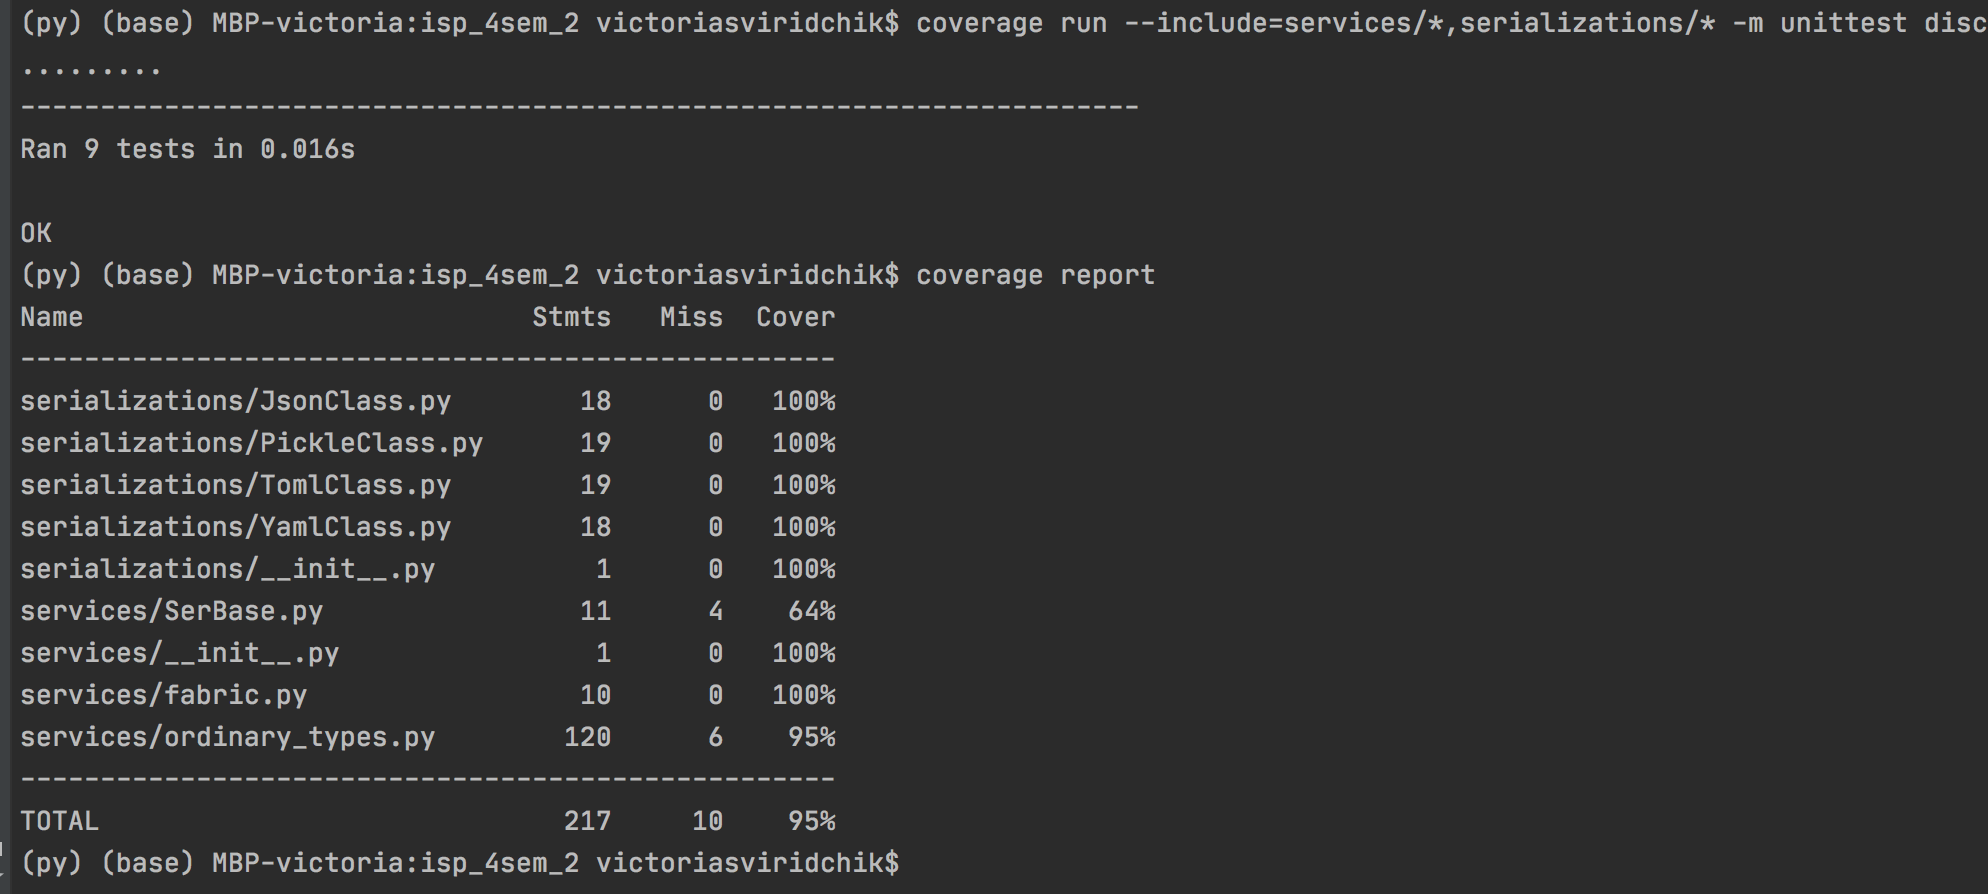 (py) (base) MBP-victoria:isp_4sem_2 victoriasviridchik$ coverage run --include=services/*,serializations/* -m unittest disc
.........
----------------------------------------------------------------------
Ran 9 tests in 0.016s
OK
(py) (base) MBP-victoria:isp_4sem_2 victoriasviridchik$ coverage report
Name                            Stmts   Miss  Cover
---------------------------------------------------
serializations/JsonClass.py        18      0   100%
serializations/PickleClass.py      19      0   100%
serializations/TomlClass.py        19      0   100%
serializations/YamlClass.py        18      0   100%
serializations/__init__.py          1      0   100%
services/SerBase.py                11      4    64%
services/__init__.py                1      0   100%
services/fabric.py                 10      0   100%
services/ordinary_types.py        120      6    95%
---------------------------------------------------
TOTAL                             217     10    95%
(py) (base) MBP-victoria:isp_4sem_2 victoriasviridchik$